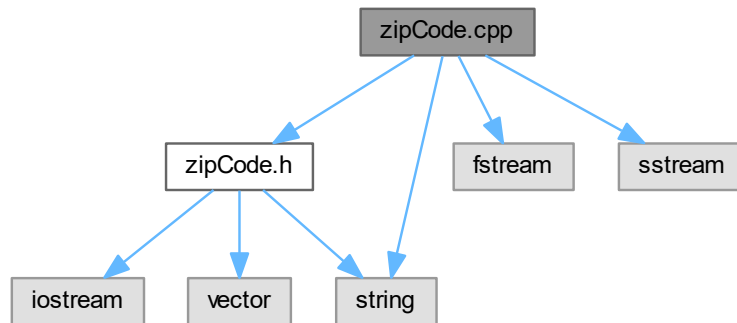 zipCode.cpp
zipCode.h
fstream
sstream
iostream
vector
string